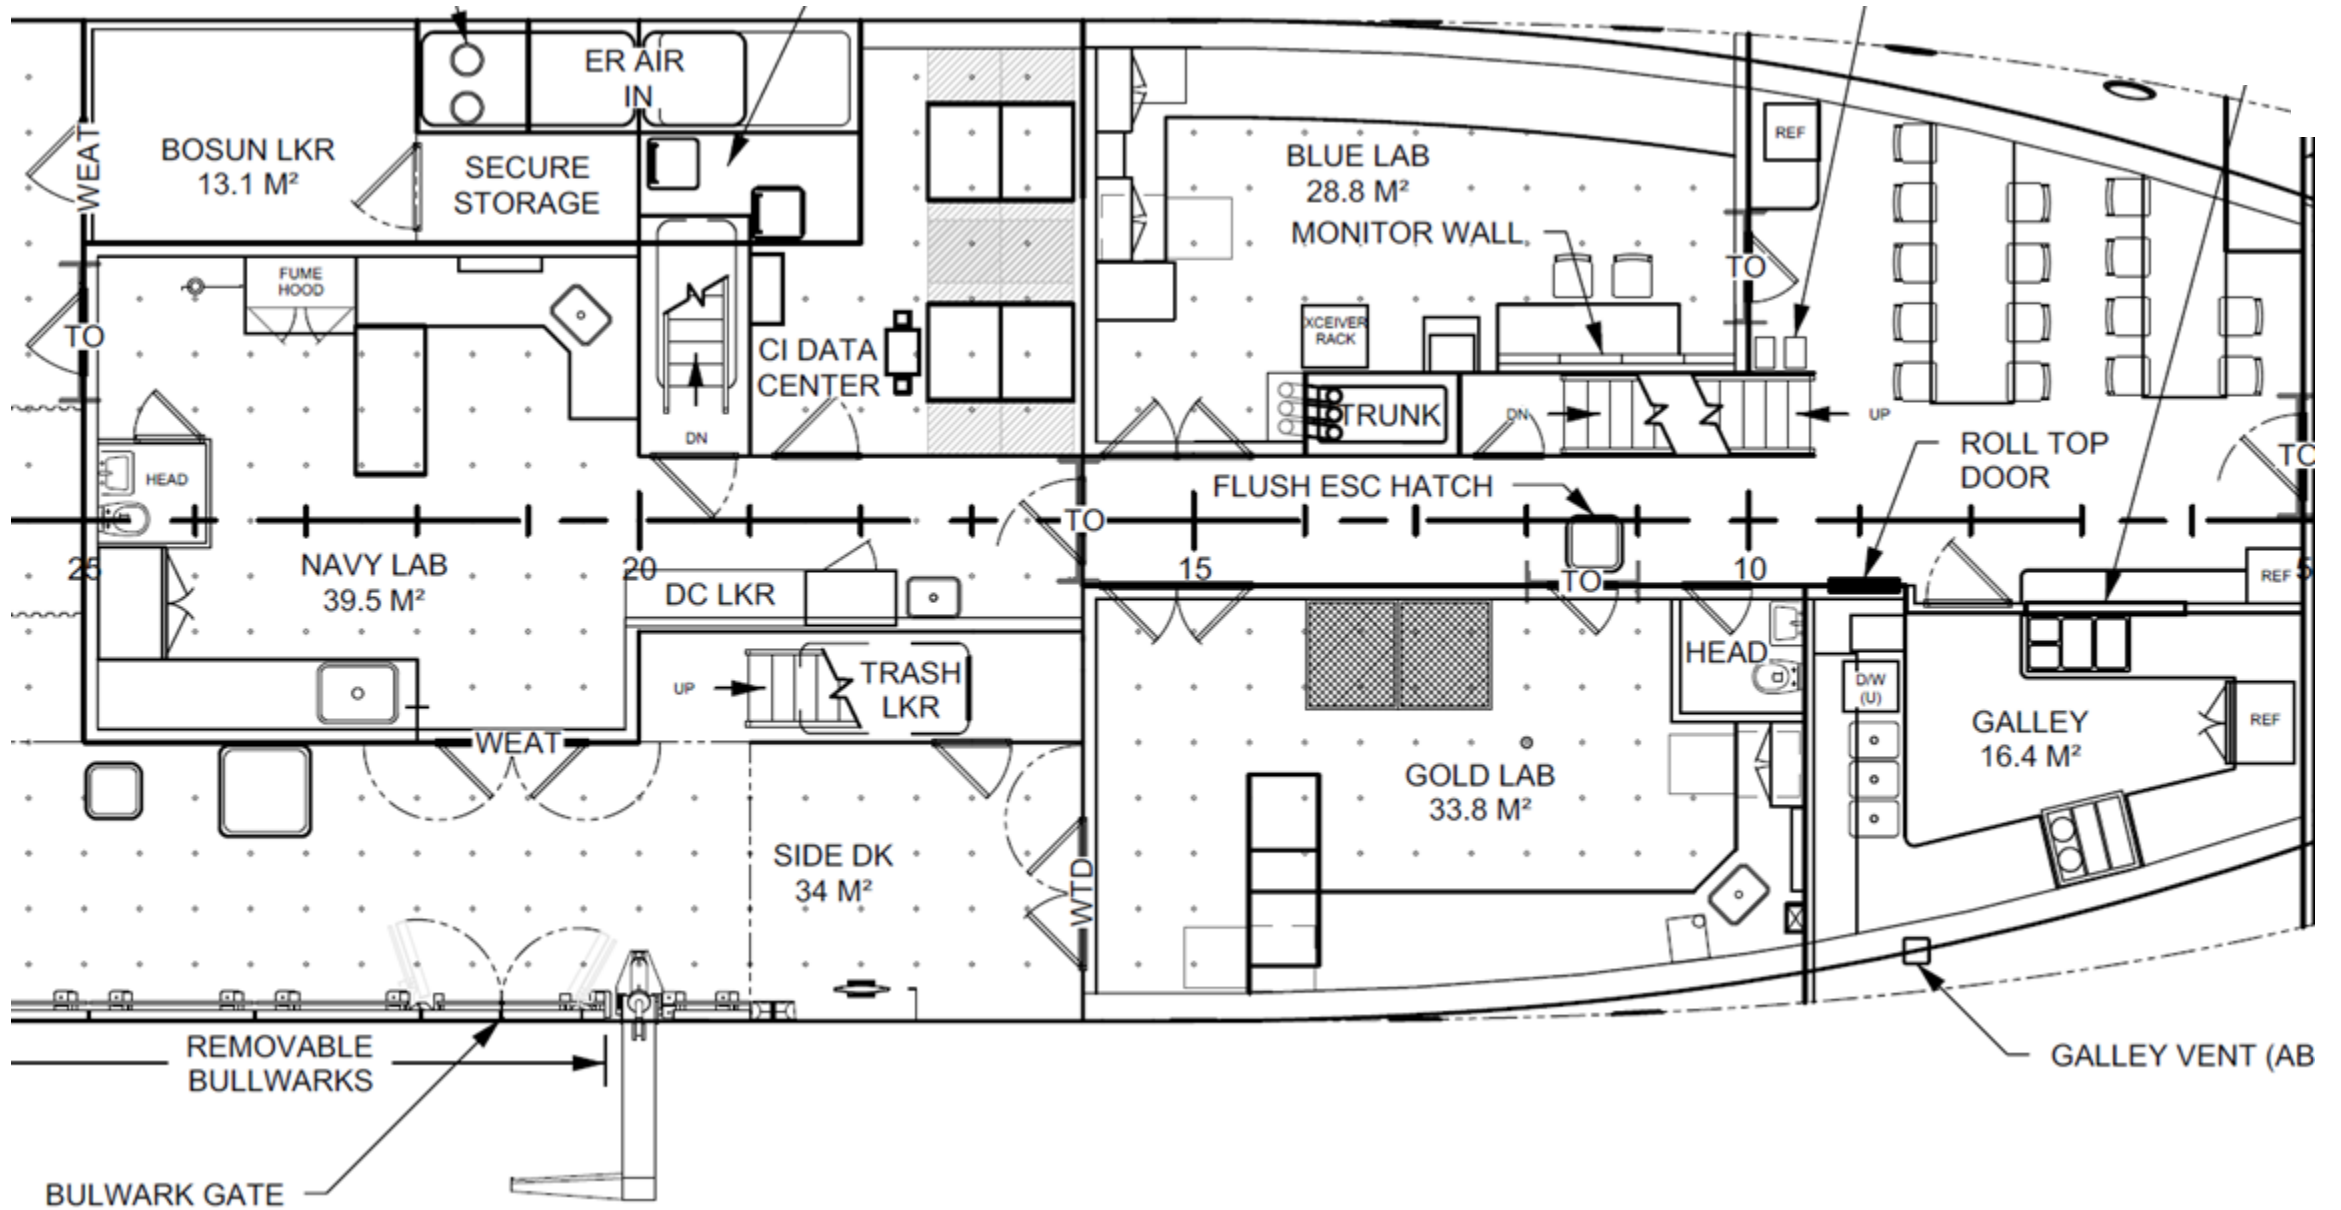 ER AIR
IN
BOSUN LKR
13.1 M²
SECURE
STORAGE
WEAT
BLUE LAB
28.8 M²
MONITOR WALL
REF
TO
FUME
HOOD
TO
CI DATA
CENTER
XCEIVER
RACK
TRUNK
DN
UP
DN
HEAD
ROLL TOP
DOOR
TO
FLUSH ESC HATCH
TO
NAVY LAB
39.5 M²
25
20
15
10
5
DC LKR
TO
REF
HEAD
UP
TRASH
LKR
D/W
(U)
GALLEY
16.4 M²
REF
WEAT
GOLD LAB
33.8 M²
SIDE DK
34 M²
WTD
REMOVABLE
BULLWARKS
GALLEY VENT (AB
BULWARK GATE